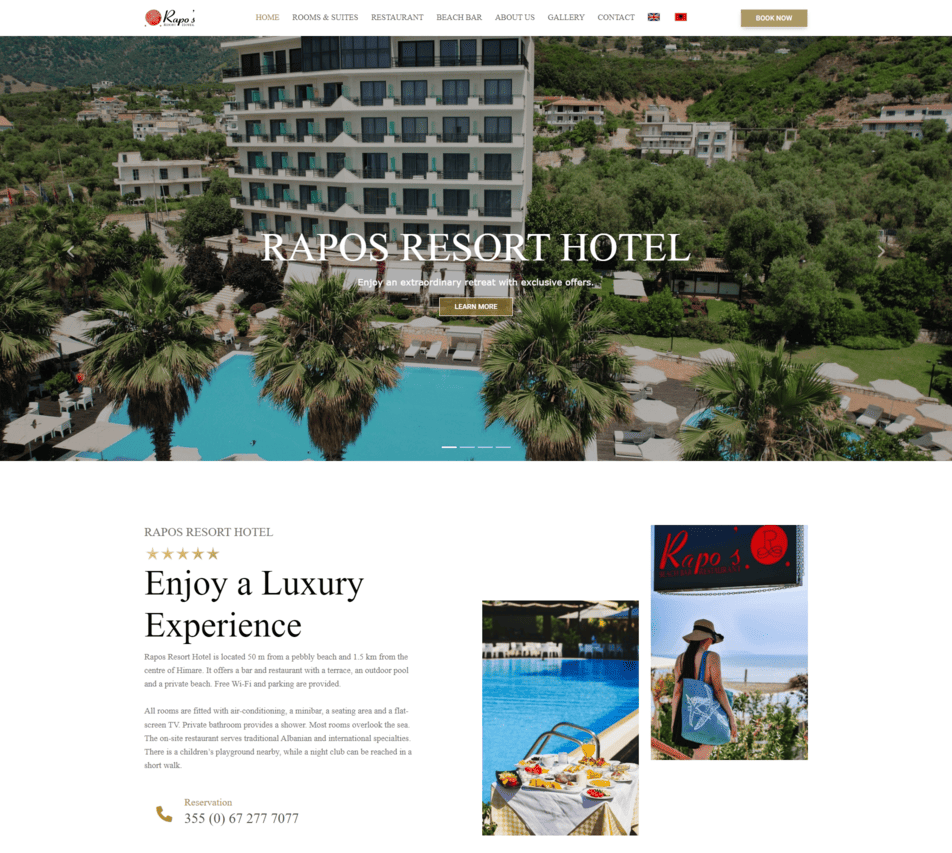 Rapo's
HOME ROOMS & SUITES RESTAURANT BEACH BAR ABOUT US GALLERY CONTACT BOOK NOW
RAPOS RESORT HOTEL
Enjoy an extraordinary retreat with exclusive offers.
LEARN MORE
RAPOS RESORT HOTEL
Enjoy a Luxury
Experience
Rapos Resort Hotel is located 50 m from a pebbly beach and 1.5 km from the
centre of Himare. It offers a bar and restaurant with a terrace, an outdoor pool
and a private beach. Free Wi-Fi and parking are provided.
All rooms are fitted with air-conditioning, a minibar, a seating area and a flat-
screen TV. Private bathroom provides a shower. Most rooms overlook the sea.
The on-site restaurant serves traditional Albanian and international specialties.
There is a children’s playground nearby, while a night club can be reached in a
short walk.
Reservation
355 (0) 67 277 7077
Rapo's